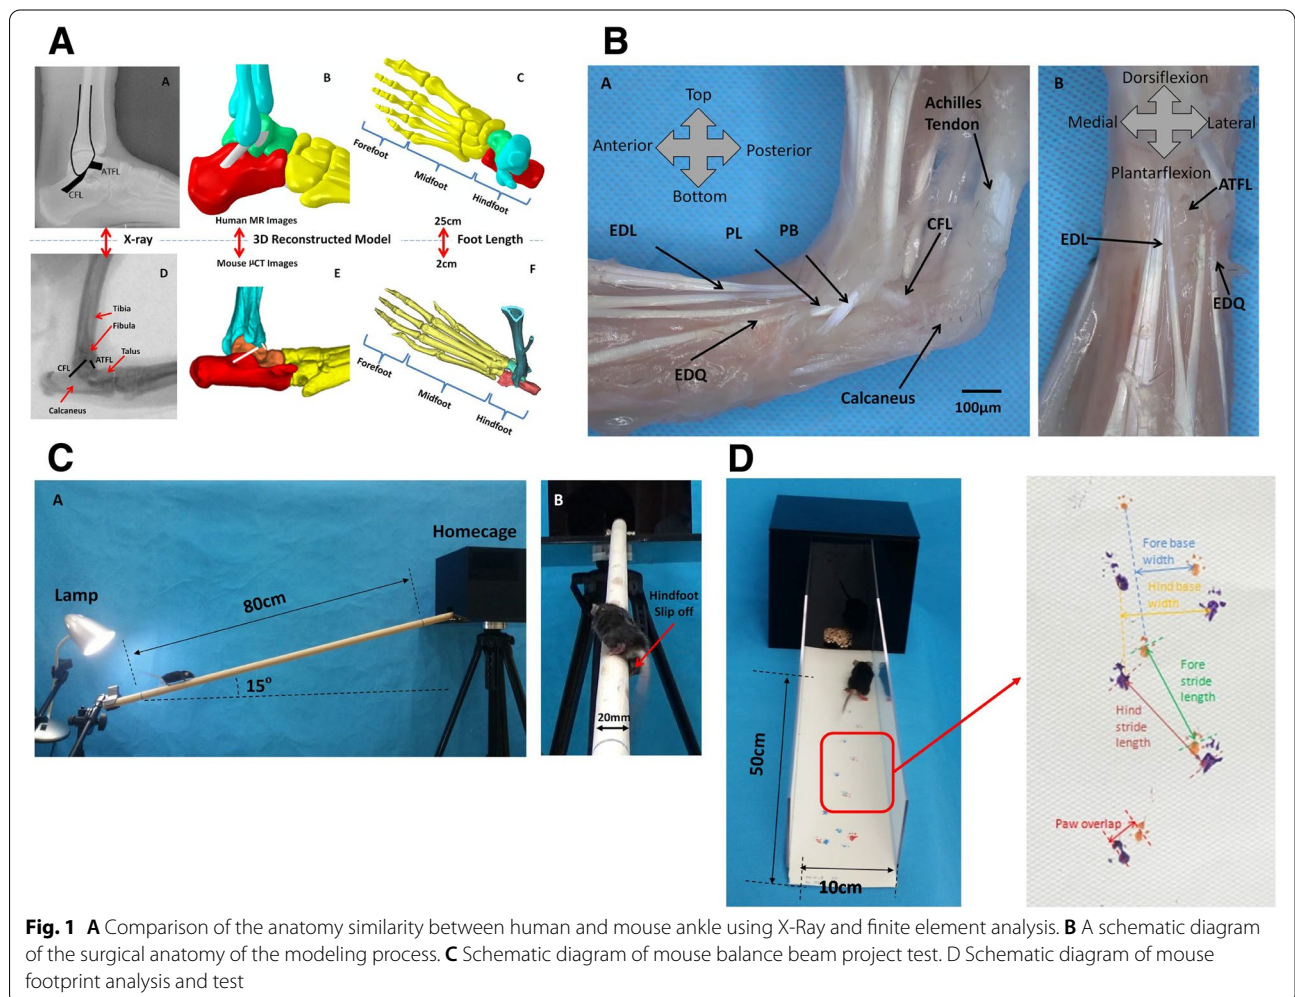 A
A
B
C
ATFL
CFL
Forefoot
Midfoot
Hindfoot
Human MR Images
25cm
X-ray
3D Reconstructed Model
Foot Length
Mouse μCT Images
2cm
D
E
F
Tibia
Fibula
CFL
ATFL
Talus
Calcaneus
Forefoot
Midfoot
Hindfoot
B
A
Top
Anterior
Posterior
Bottom
Achilles
Tendon
EDL
PL
PB
CFL
EDQ
Calcaneus
100μm
B
Dorsiflexion
Medial
Lateral
Plantarflexion
ATFL
EDL
EDQ
C
A
Homecage
Lamp
80cm
15°
B
Hindfoot
Slip off
20mm
D
50cm
10cm
Fore base
width
Hind base
width
Fore
stride
length
Hind
stride
length
Paw overlap
Fig. 1 A Comparison of the anatomy similarity between human and mouse ankle using X-Ray and finite element analysis. B A schematic diagram
of the surgical anatomy of the modeling process. C Schematic diagram of mouse balance beam project test. D Schematic diagram of mouse
footprint analysis and test